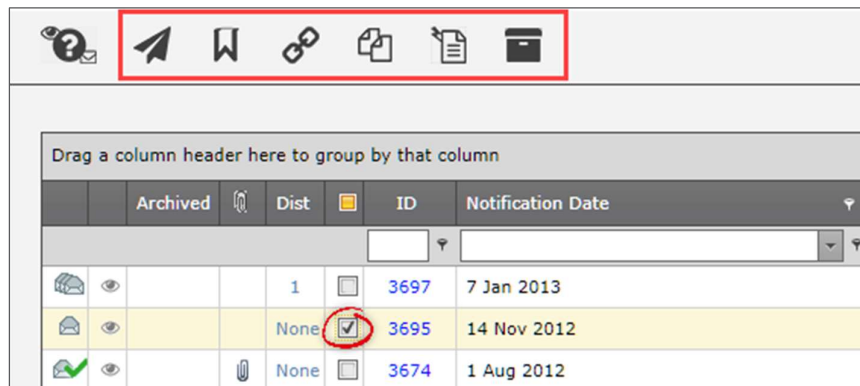 Drag a column header here to group by that column
Archived Dist ID Notification Date
1 3697 7 Jan 2013
None 3695 14 Nov 2012
None 3674 1 Aug 2012